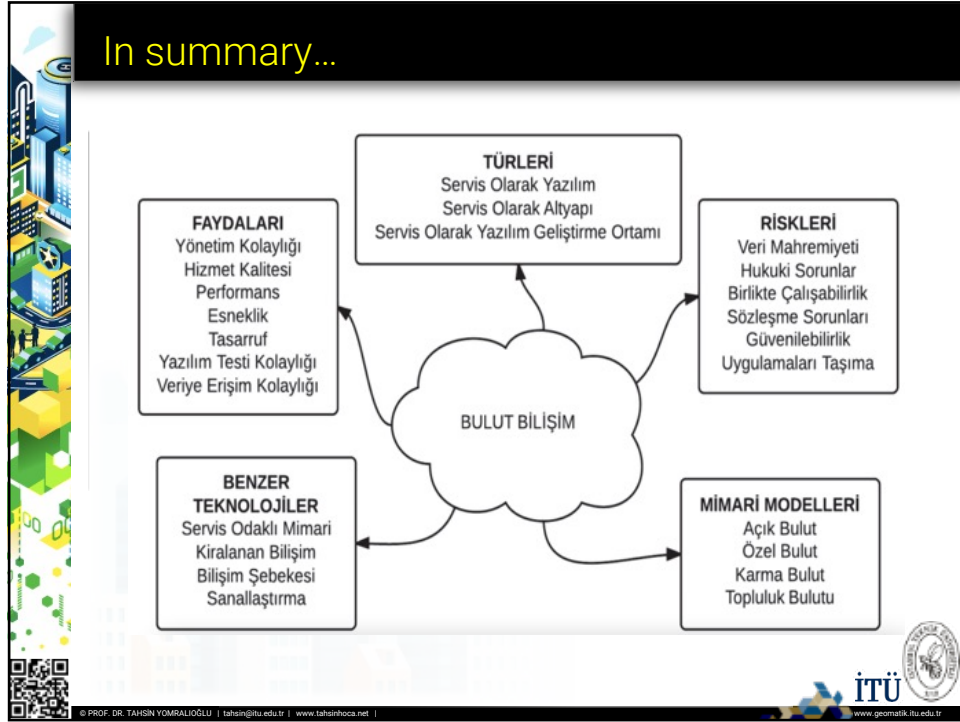 In summary...
TÜRLERİ
Servis Olarak Yazılım
Servis Olarak Altyapı
Servis Olarak Yazılım Geliştirme Ortamı
FAYDALARI
Yönetim Kolaylığı
Hizmet Kalitesi
Performans
Esneklik
Tasarruf
Yazılım Testi Kolaylığı
Veriye Erişim Kolaylığı
RİSKLERİ
Veri Mahremiyeti
Hukuki Sorunlar
Birlikte Çalışabilirlik
Sözleşme Sorunları
Güvenilebilirlik
Uygulamaları Taşıma
BULUT BİLİŞİM
BENZER
TEKNOLOJİLER
Servis Odaklı Mimari
Kiralanan Bilişim
Bilişim Şebekesi
Sanallaştırma
MİMARİ MODELLERİ
Açık Bulut
Özel Bulut
Karma Bulut
Topluluk Bulutu
İTÜ
© PROF. DR. TAHSİN YOMRALIOĞLU | tahsin@itu.edu.tr | www.tahsinhoca.net |
www.geomatik.itu.edu.tr